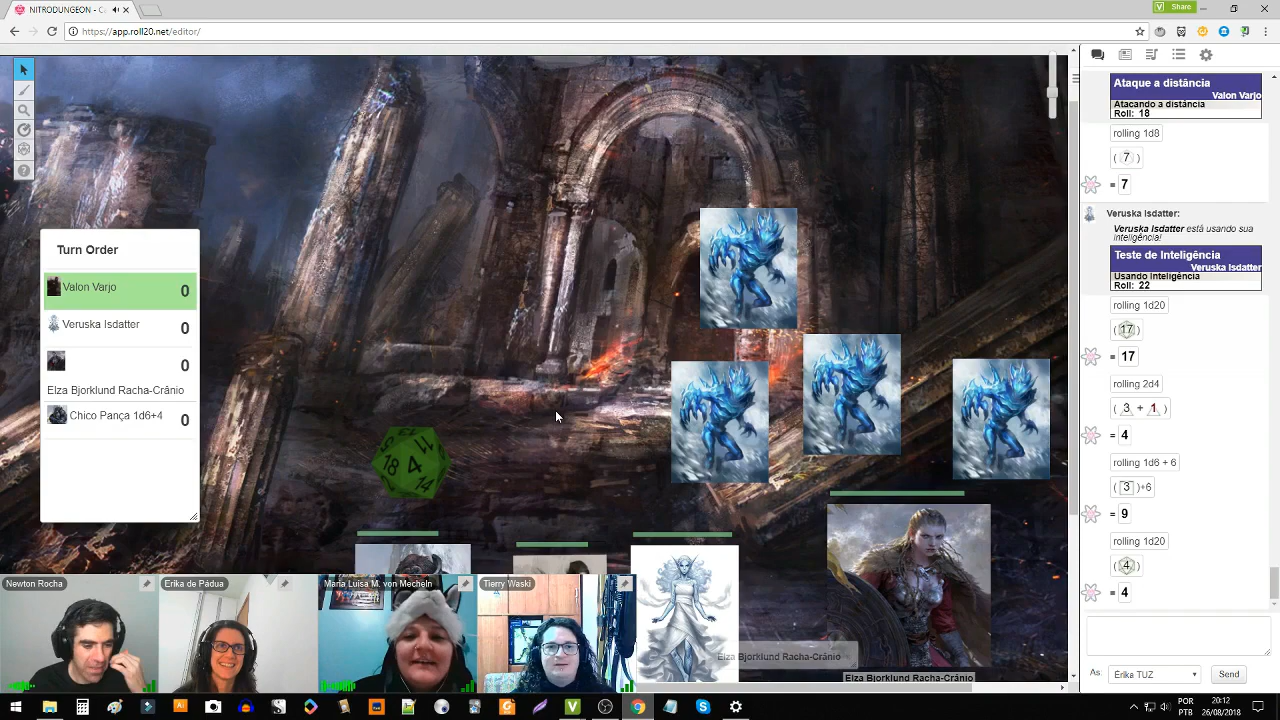 NITRODUNGEON - C
Share
https://app.roll20.net/editor/
Turn Order
Valon Varjo
0
Veruska Isdatter
0
0
Elza Bjorklund Racha-Crânio
Chico Pança 1d6+4
0
18 4 11
14
Ataque a distância
Valon Varjo
Atacando a distância
Roll: 18
rolling 1d8
( 7 )
= 7
Veruska Isdatter:
Veruska Isdatter está usando sua
inteligência!
Teste de Inteligência
Veruska Isdatter
Usando Inteligência
Roll: 22
rolling 1d20
( 17 )
= 17
rolling 2d4
( 3 + 1 )
= 4
rolling 1d6 + 6
( 3 )+6
= 9
rolling 1d20
( 4 )
= 4
As: Érika TUZ
Send
Newton Rocha
Erika de Pádua
Maria Luisa M. von Mecheln
Tierry Waski
Elza Bjorklund Racha-Crânio
Elza Bjorklund Racha-Crânio
POR
PTB
20:12
26/08/2018